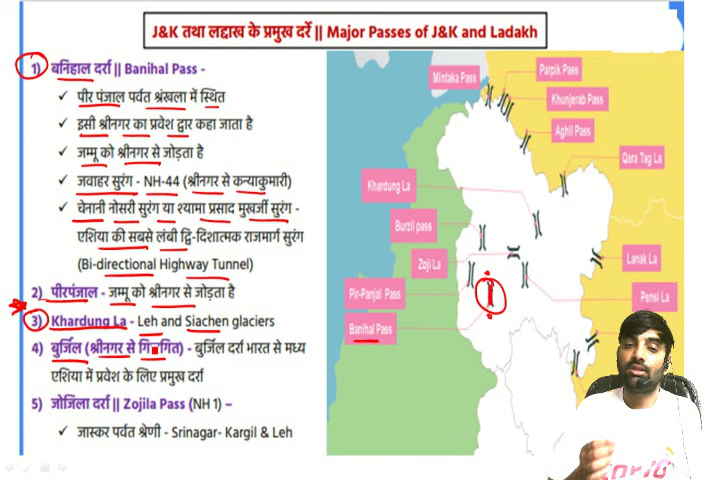 J&K तथा लद्दाख के प्रमुख दर्रे || Major Passes of J&K and Ladakh
1) बनिहाल दर्रा || Banihal Pass -
✓ पीर पंजाल पर्वत श्रंखला में स्थित
✓ इसी श्रीनगर का प्रवेश द्वार कहा जाता है
✓ जम्मू को श्रीनगर से जोड़ता है
✓ जवाहर सुरंग - NH-44 (श्रीनगर से कन्याकुमारी)
✓ चेनानी नोसरी सुरंग या श्यामा प्रसाद मुखर्जी सुरंग -
एशिया की सबसे लंबी द्वि-दिशात्मक राजमार्ग सुरंग
(Bi-directional Highway Tunnel)
2) पीरपंजाल - जम्मू को श्रीनगर से जोड़ता है
3) Khardung La - Leh and Siachen glaciers
4) बुर्जिल (श्रीनगर से गिलगित) - बुर्जिल दर्रा भारत से मध्य
एशिया में प्रवेश के लिए प्रमुख दर्रा
5) जोजिला दर्रा || Zojila Pass (NH 1) –
✓ जास्कर पर्वत श्रेणी - Srinagar- Kargil & Leh
Mintaka Pass
Parpik Pass
Khunjerab Pass
Aghil Pass
Qara Tag La
Khardung La
Burzil pass
Zoji La
Lanak La
Pir-Panjal Pass
Pensi La
Banihal Pass